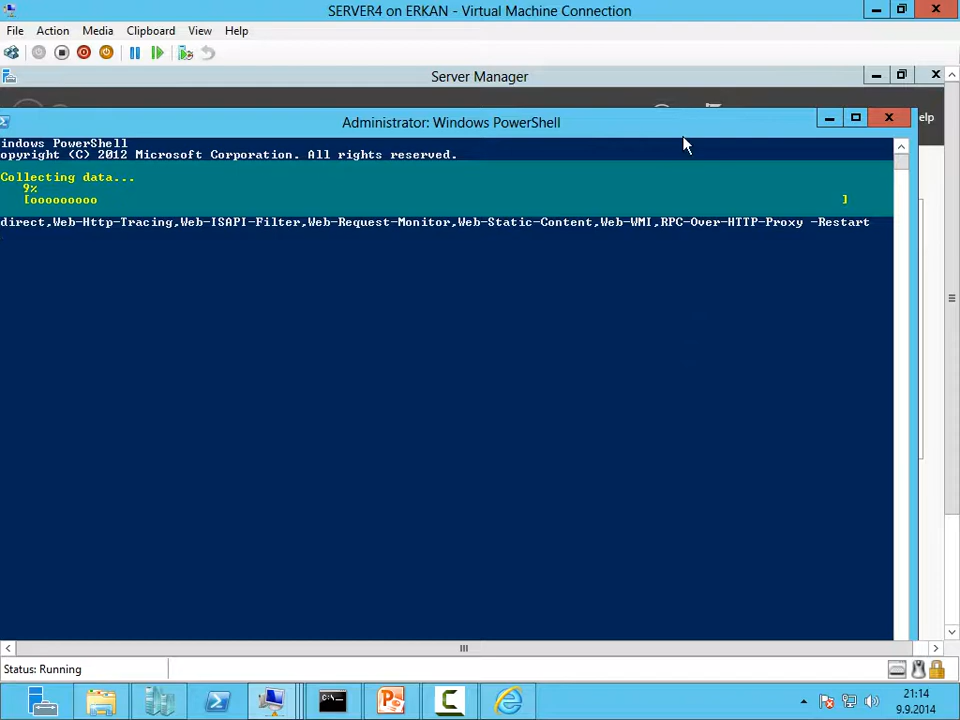 SERVER4 on ERKAN - Virtual Machine Connection
File Action Media Clipboard View Help
Server Manager
elp
Administrator: Windows PowerShell
indows PowerShell
opyright (C) 2012 Microsoft Corporation. All rights reserved.
Collecting data...
9%
[ooooooooo ]
direct,Web-Http-Tracing,Web-ISAPI-Filter,Web-Request-Monitor,Web-Static-Content,Web-WMI,RPC-Over-HTTP-Proxy -Restart
Status: Running
21:14
9.9.2014